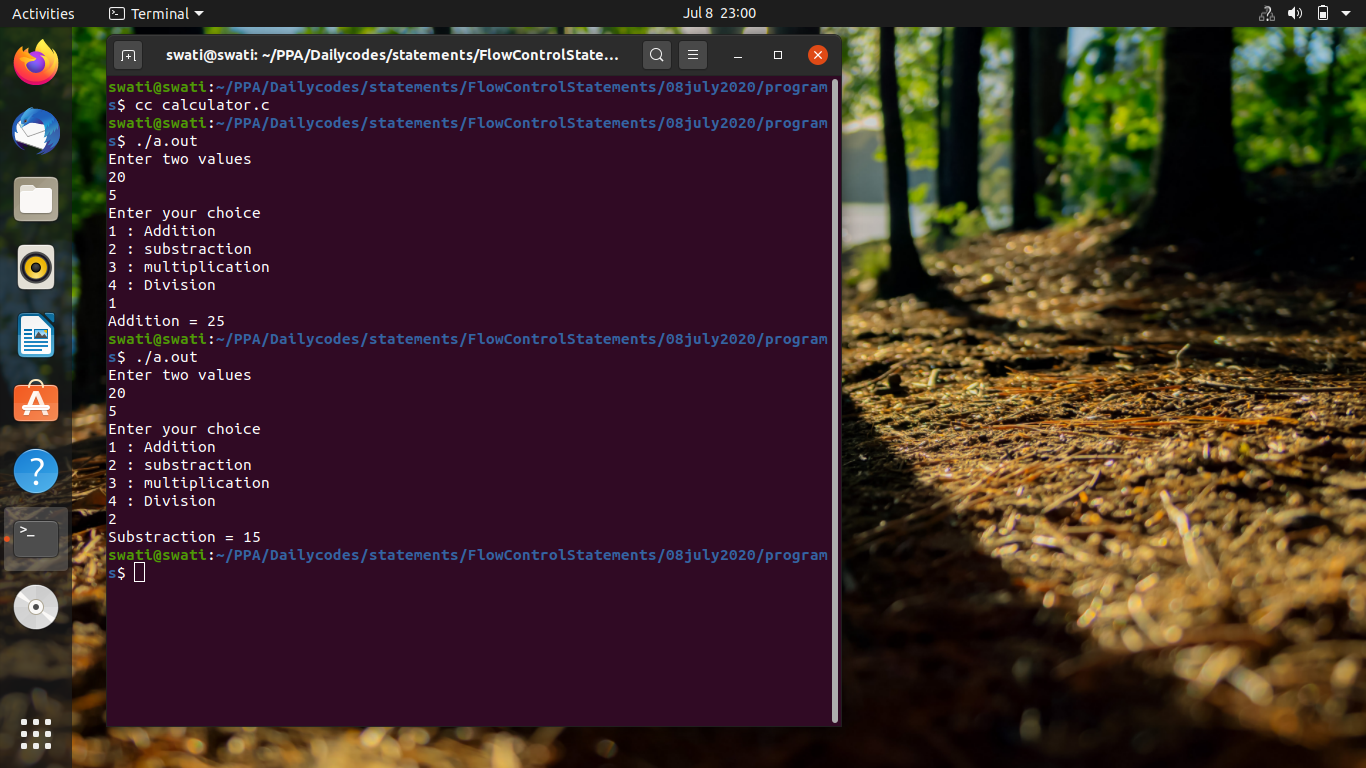 Activities Terminal Jul 8 23:00
swati@swati: ~/PPA/Dailycodes/statements/FlowControlState...
swati@swati:~/PPA/Dailycodes/statements/FlowControlStatements/08july2020/program
s$ cc calculator.c
swati@swati:~/PPA/Dailycodes/statements/FlowControlStatements/08july2020/program
s$ ./a.out
Enter two values
20
5
Enter your choice
1 : Addition
2 : substraction
3 : multiplication
4 : Division
1
Addition = 25
swati@swati:~/PPA/Dailycodes/statements/FlowControlStatements/08july2020/program
s$ ./a.out
Enter two values
20
5
Enter your choice
1 : Addition
2 : substraction
3 : multiplication
4 : Division
2
Substraction = 15
swati@swati:~/PPA/Dailycodes/statements/FlowControlStatements/08july2020/program
s$